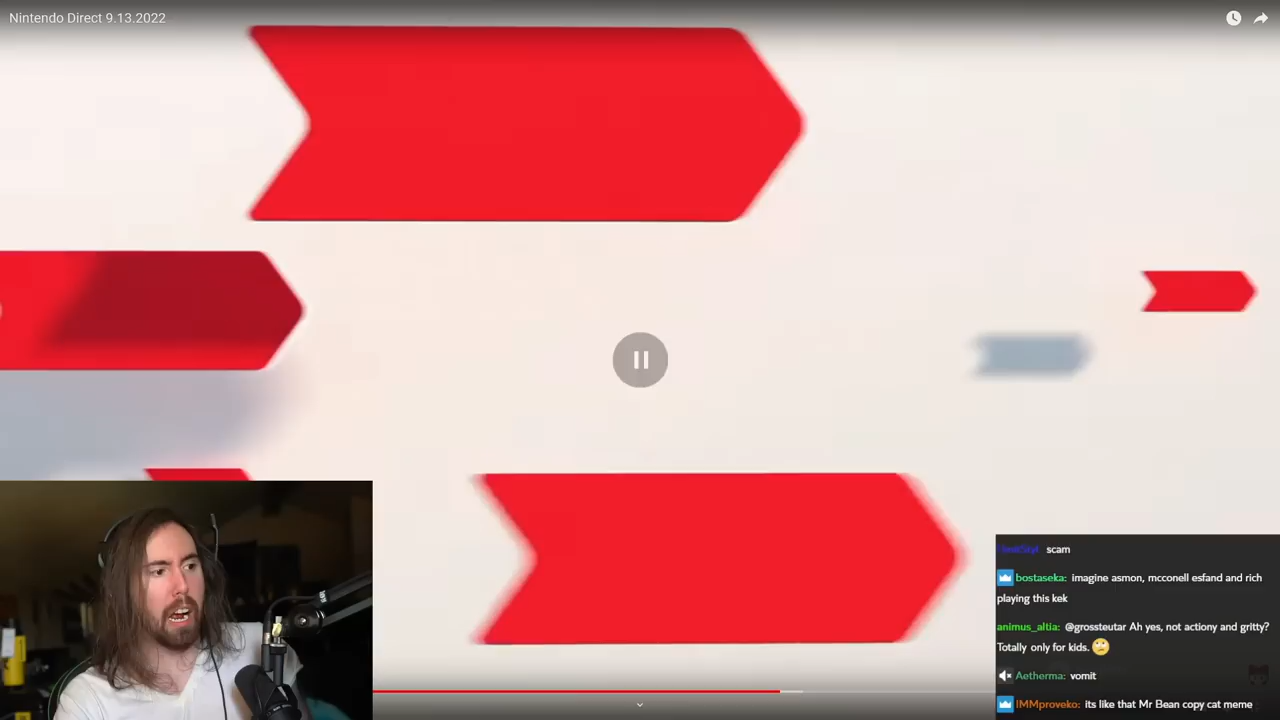 Nintendo Direct 9.13.2022
scam
bostaseka: imagine asmon, mcconell esfand and rich
playing this kek
animus_altia: @grossteutar Ah yes, not actiony and gritty?
Totally only for kids.
Aetherma: vomit
IMMproveko: its like that Mr Bean copy cat meme